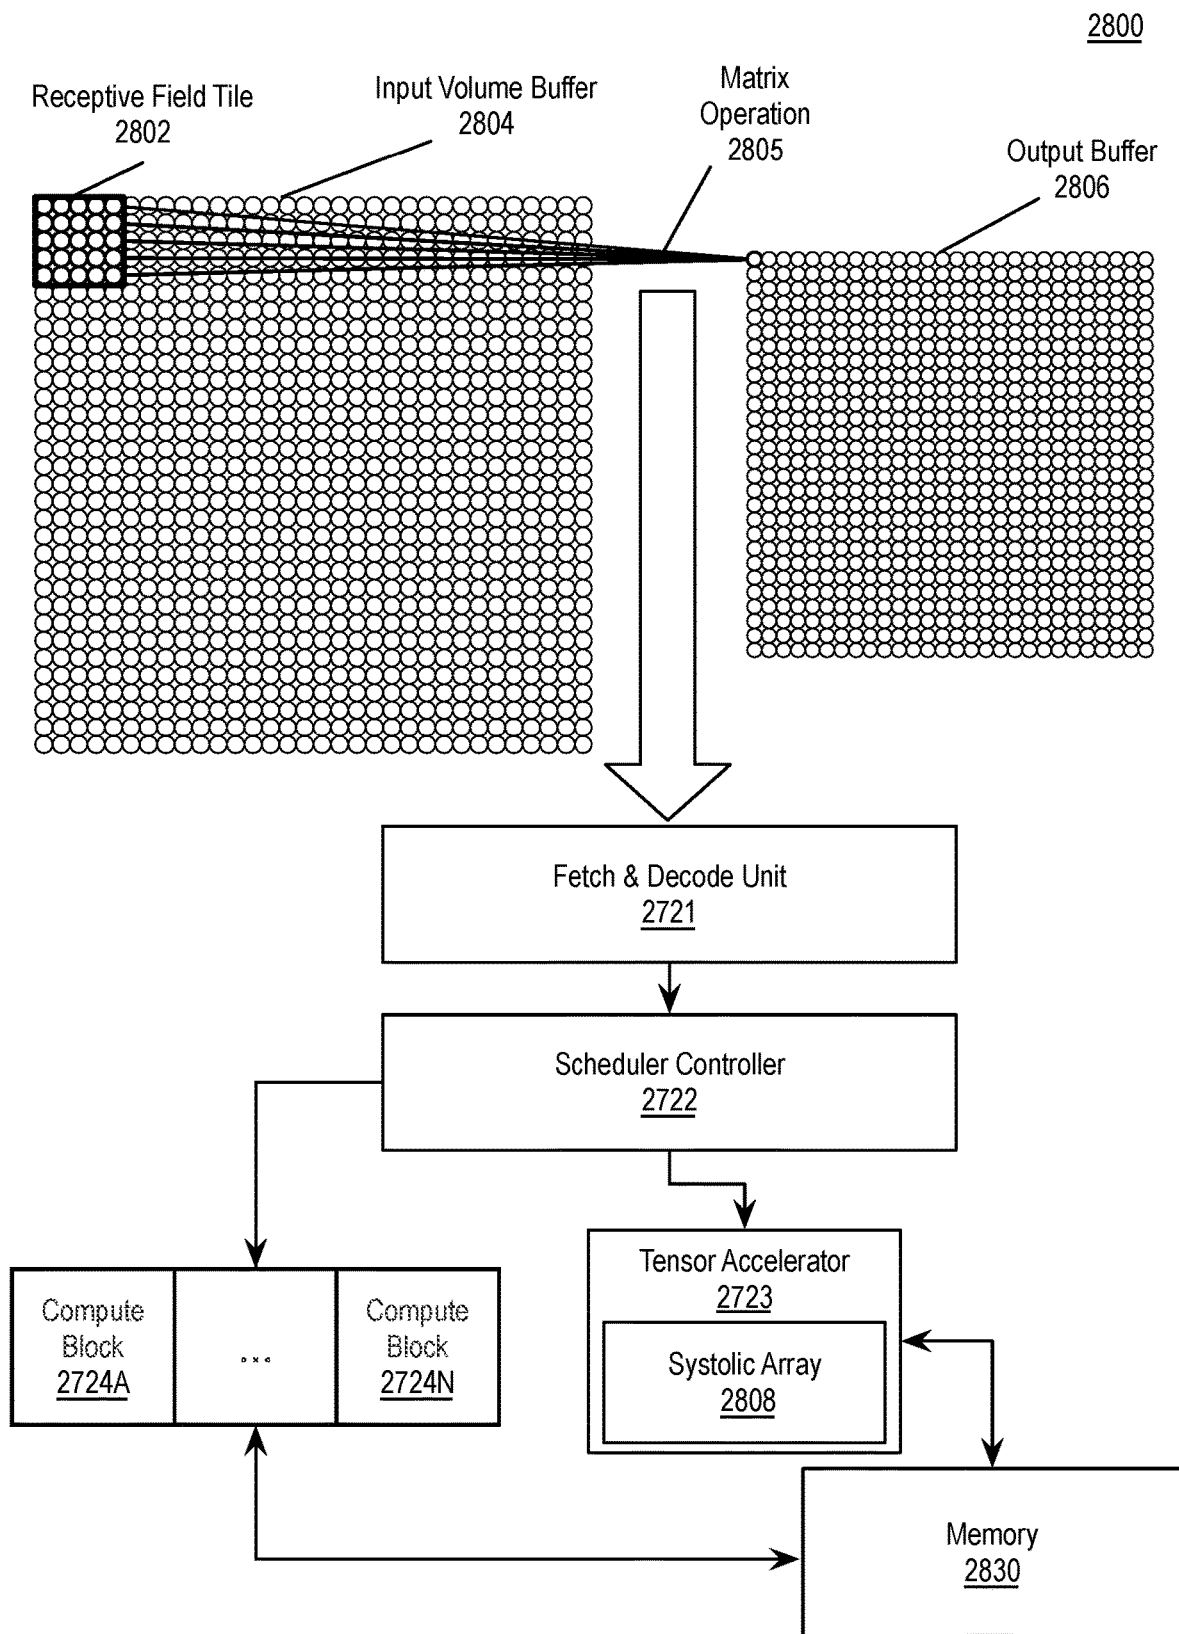 2800
Receptive Field Tile
2802
Input Volume Buffer
2804
Matrix
Operation
2805
Output Buffer
2806
Fetch & Decode Unit
2721
Scheduler Controller
2722
Tensor Accelerator
2723
Systolic Array
2808
Compute
Block
2724A
...
Compute
Block
2724N
Memory
2830